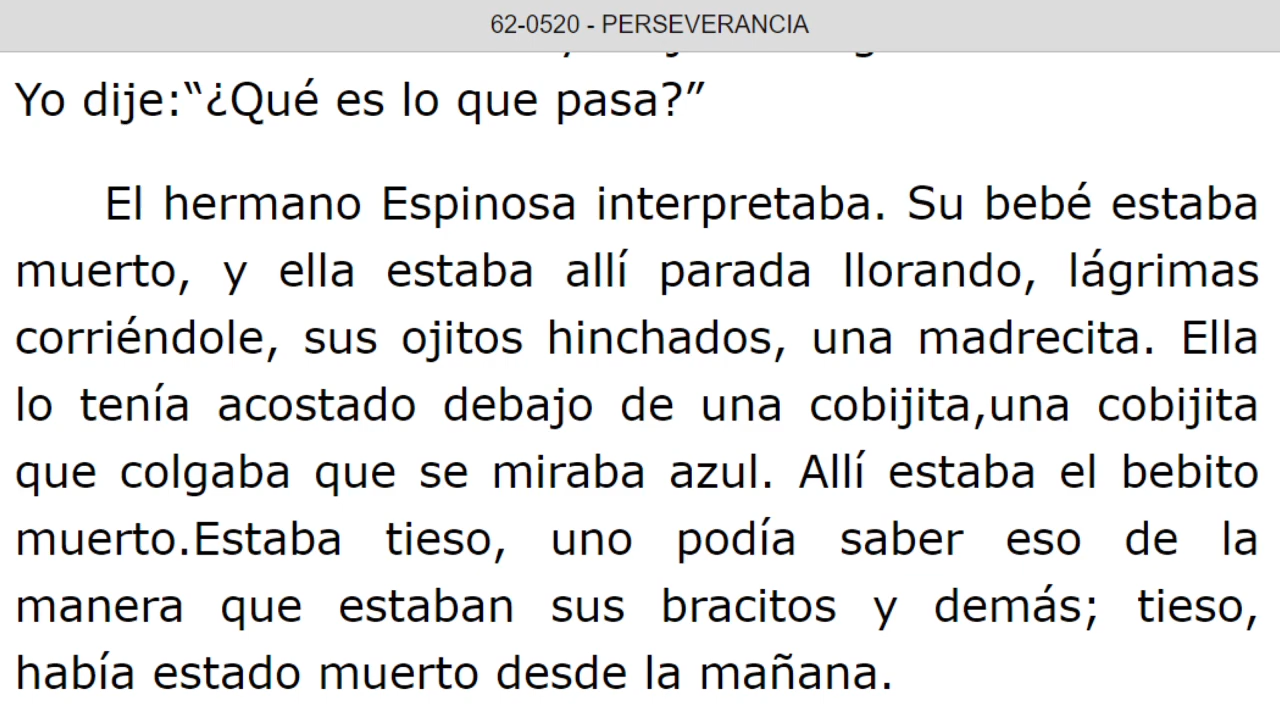 62-0520 - PERSEVERANCIA
Yo dije:“¿Qué es lo que pasa?”
El hermano Espinosa interpretaba. Su bebé estaba
muerto, y ella estaba allí parada llorando, lágrimas
corriéndole, sus ojitos hinchados, una madrecita. Ella
lo tenía acostado debajo de una cobijita,una cobijita
que colgaba que se miraba azul. Allí estaba el bebito
muerto.Estaba tieso, uno podía saber eso de la
manera que estaban sus bracitos y demás; tieso,
había estado muerto desde la mañana.